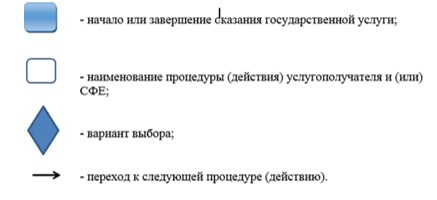 - начало или завершение сказания государственной услуги;
- наименование процедуры (действия) услугополучателя и (или)
СФЕ;
- вариант выбора;
- переход к следующей процедуре (действию).